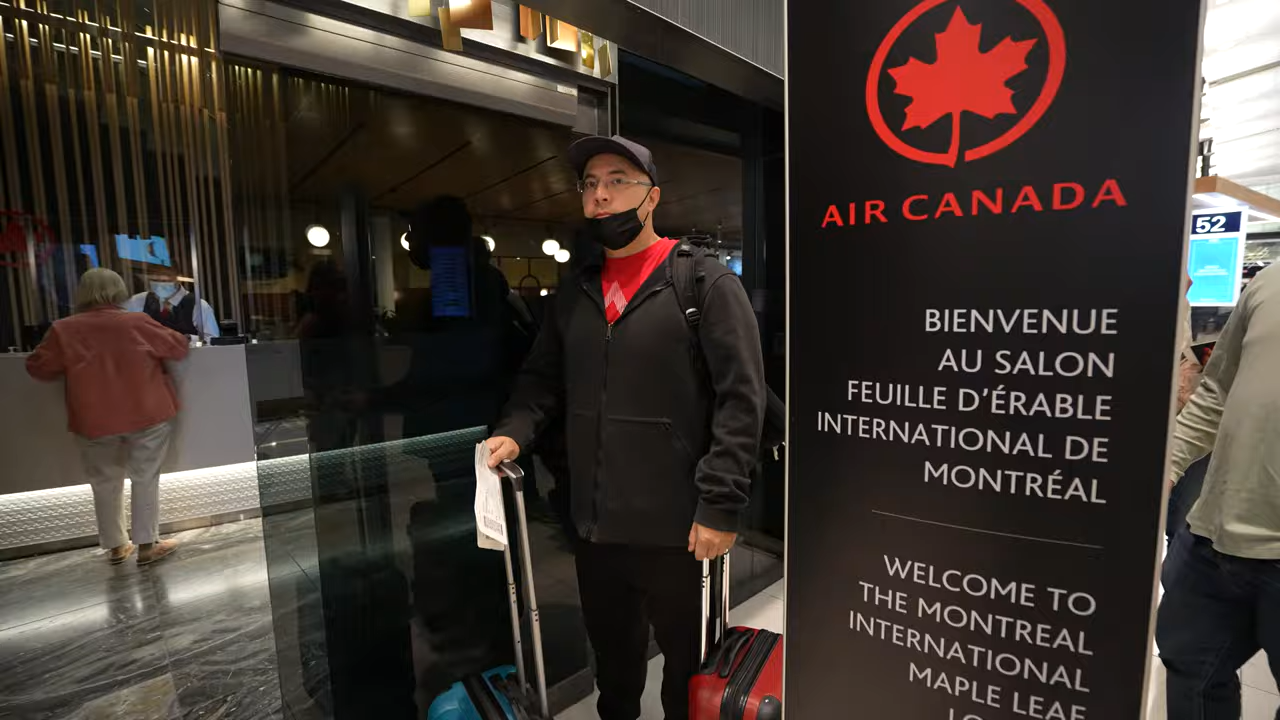 AIR CANADA
BIENVENUE
AU SALON
FEUILLE D'ÉRABLE
INTERNATIONAL DE
MONTRÉAL
WELCOME TO
THE MONTREAL
INTERNATIONAL
MAPLE LEAF
52